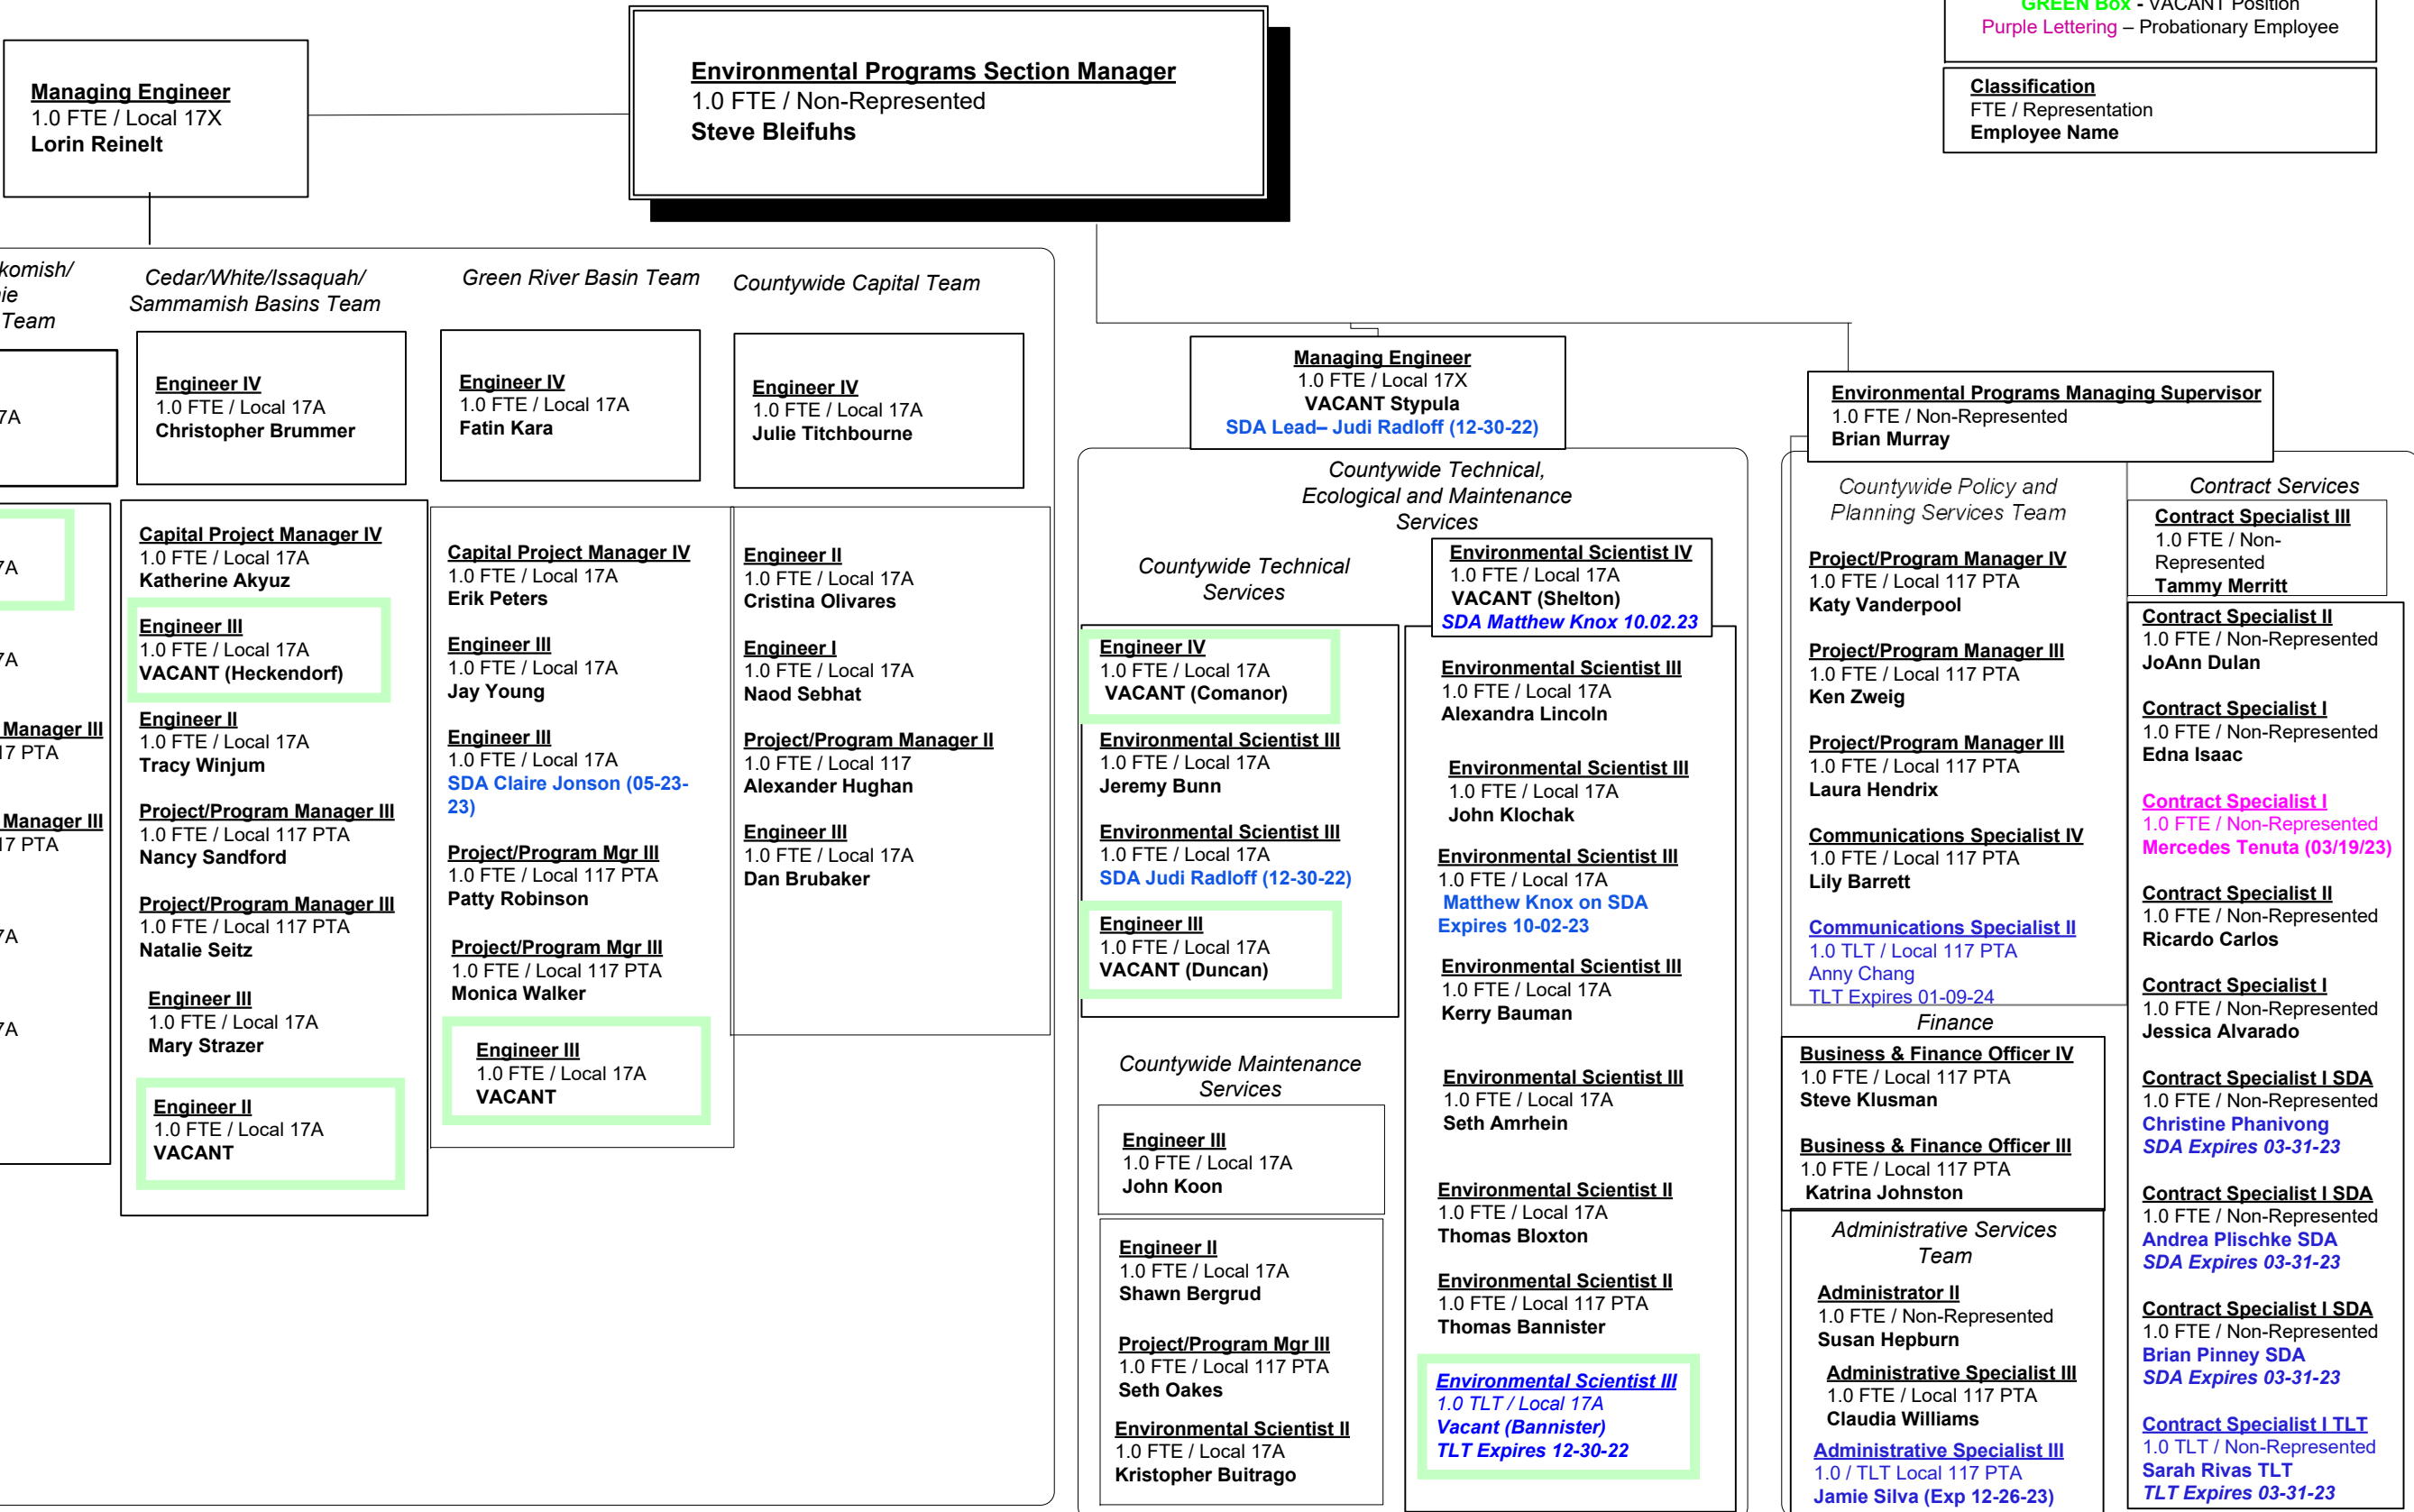 GREEN Box - VACANT Position
Purple Lettering – Probationary Employee
Classification
FTE / Representation
Employee Name
Environmental Programs Section Manager
1.0 FTE / Non-Represented
Steve Bleifuhs
Managing Engineer
1.0 FTE / Local 17X
Lorin Reinelt
komish/
ie
Team
7A
7A
7A
Manager III
17 PTA
Manager III
17 PTA
7A
7A
Cedar/White/Issaquah/
Sammamish Basins Team
Engineer IV
1.0 FTE / Local 17A
Christopher Brummer
Capital Project Manager IV
1.0 FTE / Local 17A
Katherine Akyuz
Engineer III
1.0 FTE / Local 17A
VACANT (Heckendorf)
Engineer II
1.0 FTE / Local 17A
Tracy Winjum
Project/Program Manager III
1.0 FTE / Local 117 PTA
Nancy Sandford
Project/Program Manager III
1.0 FTE / Local 117 PTA
Natalie Seitz
Engineer III
1.0 FTE / Local 17A
Mary Strazer
Engineer II
1.0 FTE / Local 17A
VACANT
Green River Basin Team
Engineer IV
1.0 FTE / Local 17A
Fatin Kara
Capital Project Manager IV
1.0 FTE / Local 17A
Erik Peters
Engineer III
1.0 FTE / Local 17A
Jay Young
Engineer III
1.0 FTE / Local 17A
SDA Claire Jonson (05-23-
23)
Project/Program Mgr III
1.0 FTE / Local 117 PTA
Patty Robinson
Project/Program Mgr III
1.0 FTE / Local 117 PTA
Monica Walker
Engineer III
1.0 FTE / Local 17A
VACANT
Countywide Capital Team
Engineer IV
1.0 FTE / Local 17A
Julie Titchbourne
Engineer II
1.0 FTE / Local 17A
Cristina Olivares
Engineer I
1.0 FTE / Local 17A
Naod Sebhat
Project/Program Manager II
1.0 FTE / Local 117
Alexander Hughan
Engineer III
1.0 FTE / Local 17A
Dan Brubaker
Managing Engineer
1.0 FTE / Local 17X
VACANT Stypula
SDA Lead– Judi Radloff (12-30-22)
Countywide Technical,
Ecological and Maintenance
Services
Countywide Technical
Services
Engineer IV
1.0 FTE / Local 17A
VACANT (Comanor)
Environmental Scientist III
1.0 FTE / Local 17A
Jeremy Bunn
Environmental Scientist III
1.0 FTE / Local 17A
SDA Judi Radloff (12-30-22)
Engineer III
1.0 FTE / Local 17A
VACANT (Duncan)
Countywide Maintenance
Services
Engineer III
1.0 FTE / Local 17A
John Koon
Engineer II
1.0 FTE / Local 17A
Shawn Bergrud
Project/Program Mgr III
1.0 FTE / Local 117 PTA
Seth Oakes
Environmental Scientist II
1.0 FTE / Local 17A
Kristopher Buitrago
Environmental Scientist IV
1.0 FTE / Local 17A
VACANT (Shelton)
SDA Matthew Knox 10.02.23
Environmental Scientist III
1.0 FTE / Local 17A
Alexandra Lincoln
Environmental Scientist III
1.0 FTE / Local 17A
John Klochak
Environmental Scientist III
1.0 FTE / Local 17A
Matthew Knox on SDA
Expires 10-02-23
Environmental Scientist III
1.0 FTE / Local 17A
Kerry Bauman
Environmental Scientist III
1.0 FTE / Local 17A
Seth Amrhein
Environmental Scientist II
1.0 FTE / Local 17A
Thomas Bloxton
Environmental Scientist II
1.0 FTE / Local 117 PTA
Thomas Bannister
Environmental Scientist III
1.0 TLT / Local 17A
Vacant (Bannister)
TLT Expires 12-30-22
Environmental Programs Managing Supervisor
1.0 FTE / Non-Represented
Brian Murray
Countywide Policy and
Planning Services Team
Project/Program Manager IV
1.0 FTE / Local 117 PTA
Katy Vanderpool
Project/Program Manager III
1.0 FTE / Local 117 PTA
Ken Zweig
Project/Program Manager III
1.0 FTE / Local 117 PTA
Laura Hendrix
Communications Specialist IV
1.0 FTE / Local 117 PTA
Lily Barrett
Communications Specialist II
1.0 TLT / Local 117 PTA
Anny Chang
TLT Expires 01-09-24
Finance
Business & Finance Officer IV
1.0 FTE / Local 117 PTA
Steve Klusman
Business & Finance Officer III
1.0 FTE / Local 117 PTA
Katrina Johnston
Administrative Services
Team
Administrator II
1.0 FTE / Non-Represented
Susan Hepburn
Administrative Specialist III
1.0 FTE / Local 117 PTA
Claudia Williams
Administrative Specialist III
1.0 / TLT Local 117 PTA
Jamie Silva (Exp 12-26-23)
Contract Services
Contract Specialist III
1.0 FTE / Non-
Represented
Tammy Merritt
Contract Specialist II
1.0 FTE / Non-Represented
JoAnn Dulan
Contract Specialist I
1.0 FTE / Non-Represented
Edna Isaac
Contract Specialist I
1.0 FTE / Non-Represented
Mercedes Tenuta (03/19/23)
Contract Specialist II
1.0 FTE / Non-Represented
Ricardo Carlos
Contract Specialist I
1.0 FTE / Non-Represented
Jessica Alvarado
Contract Specialist I SDA
1.0 FTE / Non-Represented
Christine Phanivong
SDA Expires 03-31-23
Contract Specialist I SDA
1.0 FTE / Non-Represented
Andrea Plischke SDA
SDA Expires 03-31-23
Contract Specialist I SDA
1.0 FTE / Non-Represented
Brian Pinney SDA
SDA Expires 03-31-23
Contract Specialist I TLT
1.0 TLT / Non-Represented
Sarah Rivas TLT
TLT Expires 03-31-23